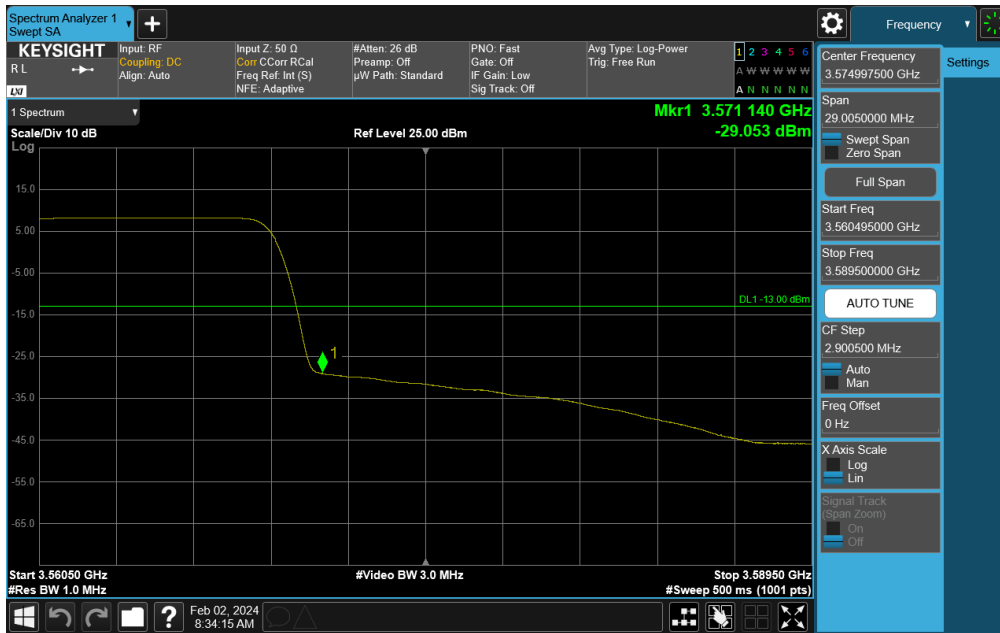 Spectrum Analyzer 1
Swept SA
+
Frequency
KEYSIGHT
R L
LXI
Input: RF
Coupling: DC
Align: Auto
Input Z: 50 Ω
Corr CCorr RCal
Freq Ref: Int (S)
NFE: Adaptive
#Atten: 26 dB
Preamp: Off
µW Path: Standard
PNO: Fast
Gate: Off
IF Gain: Low
Sig Track: Off
Avg Type: Log-Power
Trig: Free Run
1 2 3 4 5 6
A W W W W W
A N N N N N
1 Spectrum
Mkr1 3.571 140 GHz
-29.053 dBm
Scale/Div 10 dB
Ref Level 25.00 dBm
Log
15.0
5.00
-5.00
-15.0
-25.0
-35.0
-45.0
-55.0
-65.0
DL1 -13.00 dBm
1
Start 3.56050 GHz
#Video BW 3.0 MHz
Stop 3.58950 GHz
#Res BW 1.0 MHz
#Sweep 500 ms (1001 pts)
Center Frequency
3.574997500 GHz
Span
29.0050000 MHz
Swept Span
Zero Span
Full Span
Start Freq
3.560495000 GHz
Stop Freq
3.589500000 GHz
AUTO TUNE
CF Step
2.900500 MHz
Auto
Man
Freq Offset
0 Hz
X Axis Scale
Log
Lin
Signal Track
(Span Zoom)
On
Off
Settings
?
Feb 02, 2024
8:34:15 AM